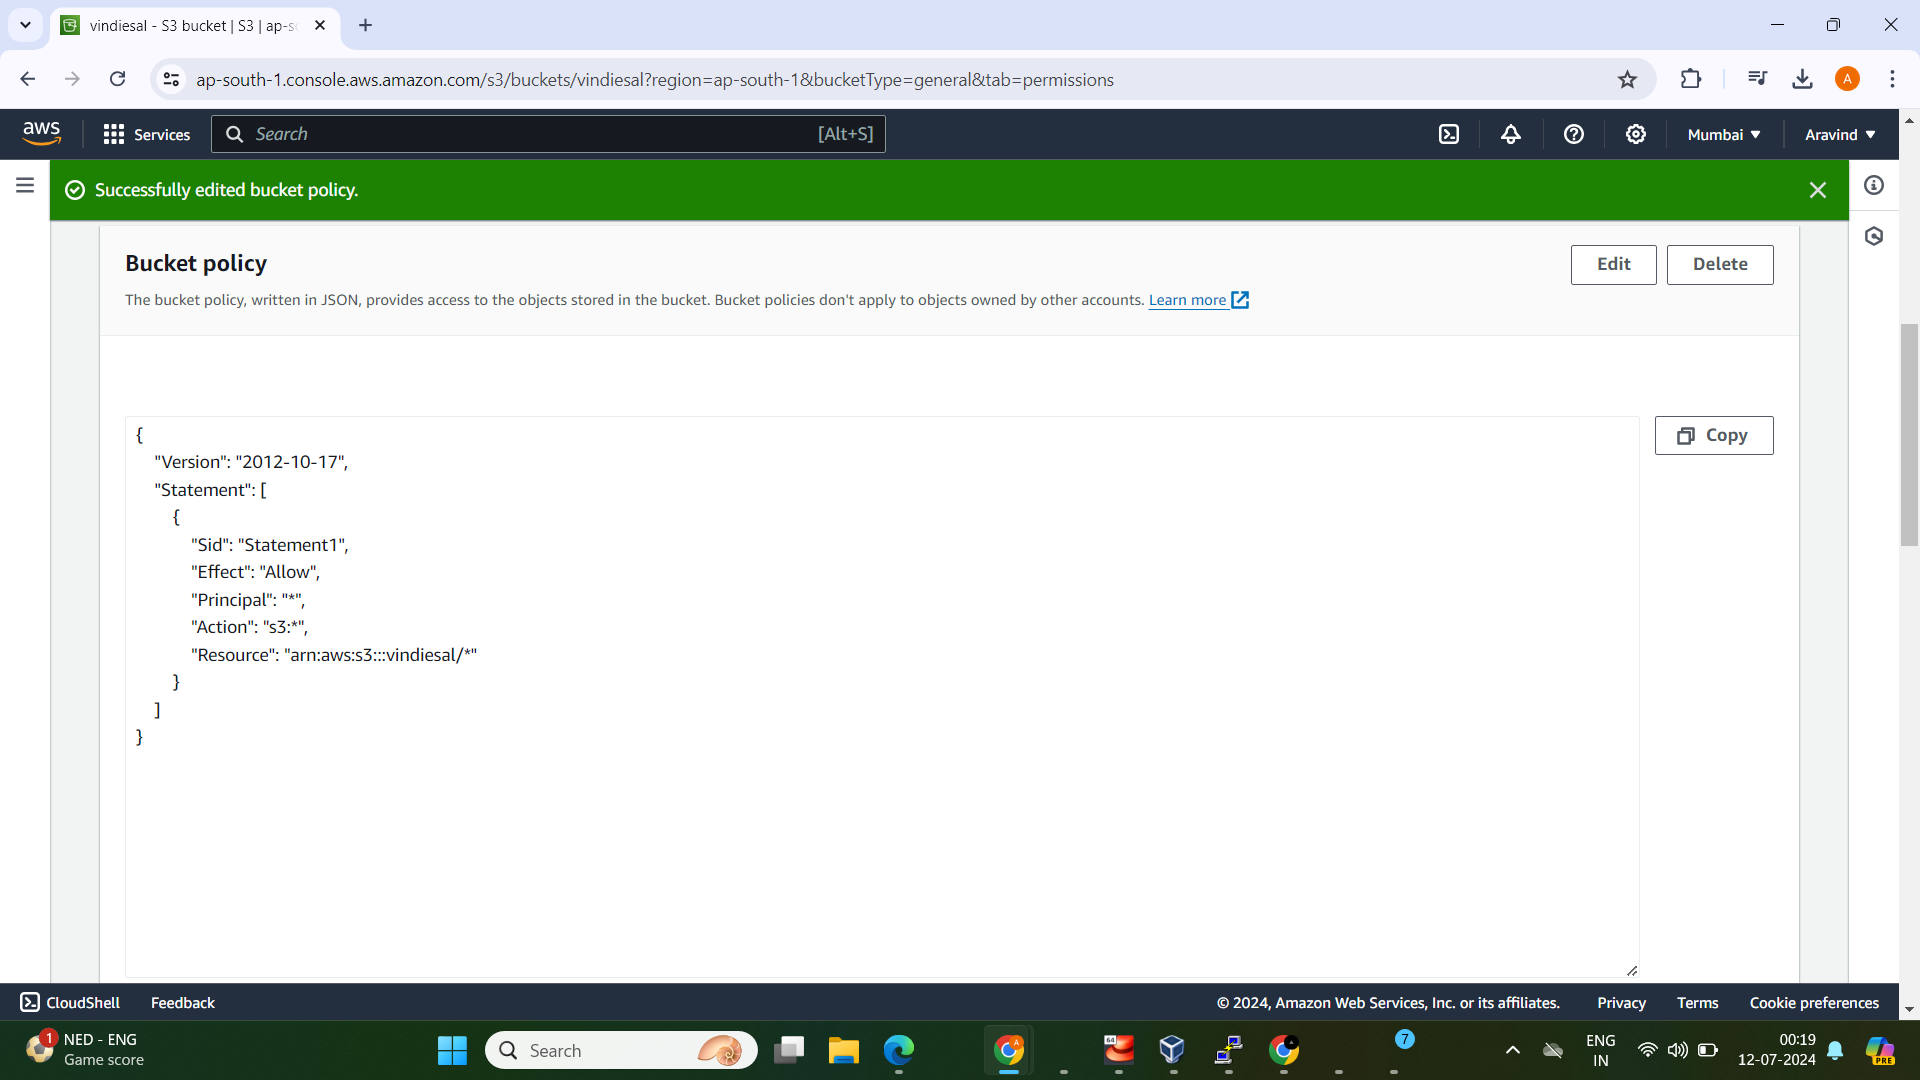 vindiesal - S3 bucket | S3 | ap-s
ap-south-1.console.aws.amazon.com/s3/buckets/vindiesal?region=ap-south-1&bucketType=general&tab=permissions
A
aws
Services
Search
[Alt+S]
Mumbai
Aravind
Successfully edited bucket policy.
Bucket policy
Edit
Delete
The bucket policy, written in JSON, provides access to the objects stored in the bucket. Bucket policies don't apply to objects owned by other accounts. Learn more
Copy
{
"Version": "2012-10-17",
"Statement": [
{
"Sid": "Statement1",
"Effect": "Allow",
"Principal": "*",
"Action": "s3:*",
"Resource": "arn:aws:s3:::vindiesal/*"
}
]
}
CloudShell
Feedback
© 2024, Amazon Web Services, Inc. or its affiliates.
Privacy
Terms
Cookie preferences
1
NED - ENG
Game score
Search
A
64
7
ENG
IN
00:19
12-07-2024
PRE